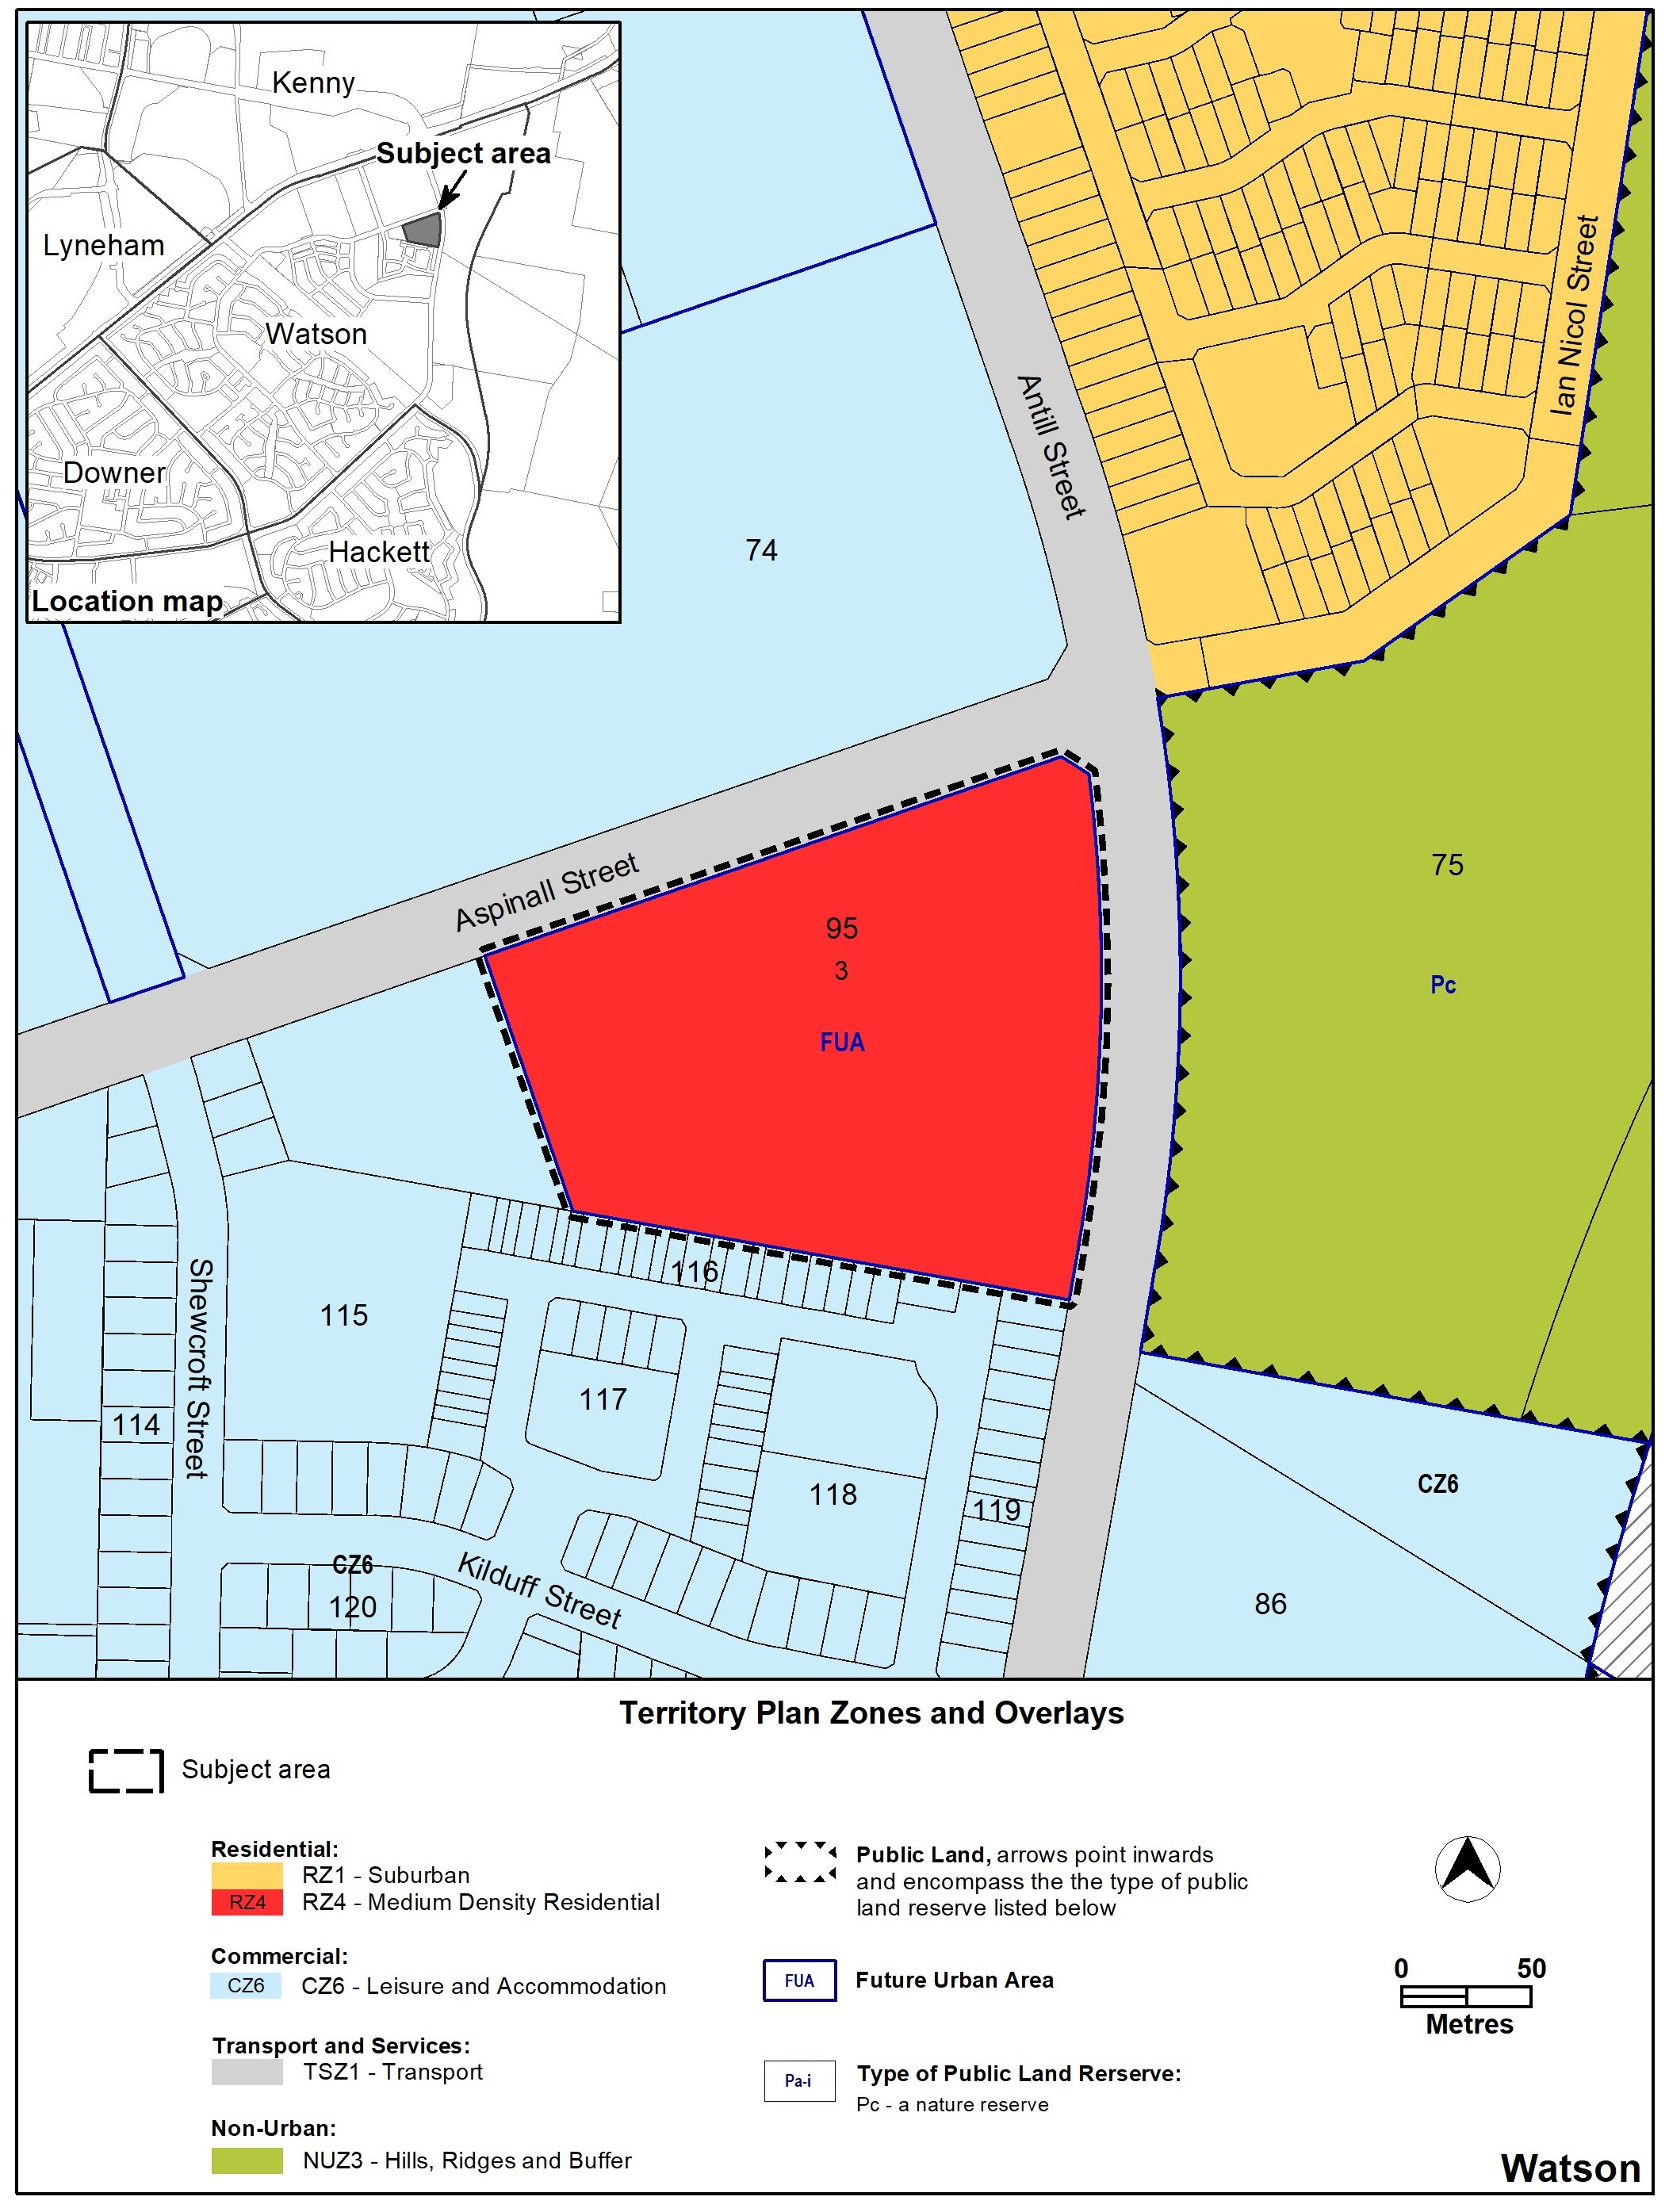 Kenny
Subject area
Lyneham
Watson
Downer
Hackett
Location map
Antill Street
Ian Nicol Street
74
Aspinall Street
95
3
FUA
75
Pc
116
115
Shewcroft Street
117
114
118
119
CZ6
CZ6
Kilduff Street
120
86
Territory Plan Zones and Overlays
Subject area
Residential:
RZ1 - Suburban
RZ4
RZ4 - Medium Density Residential
Commercial:
CZ6
CZ6 - Leisure and Accommodation
Transport and Services:
TSZ1 - Transport
Non-Urban:
NUZ3 - Hills, Ridges and Buffer
Public Land, arrows point inwards
and encompass the the type of public
land reserve listed below
FUA
Future Urban Area
Pa-i
Type of Public Land Rerserve:
Pc - a nature reserve
0 50
Metres
Watson